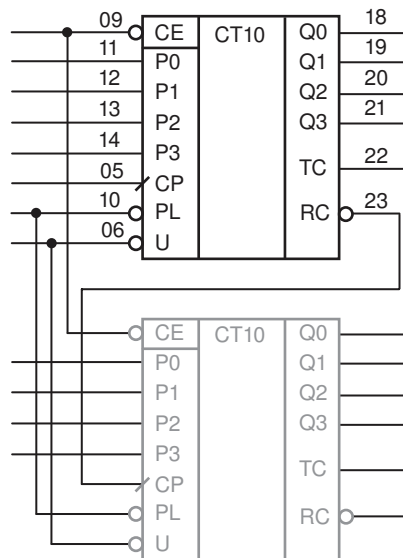 09 CE CT10 Q0 18
11 P0 Q1 19
12 P1 Q2 20
13 P2 Q3 21
14 P3 TC 22
05 CP
10 PL RC 23
06 U
CE CT10 Q0
P0 Q1
P1 Q2
P2 Q3
P3 TC
CP
PL RC
U